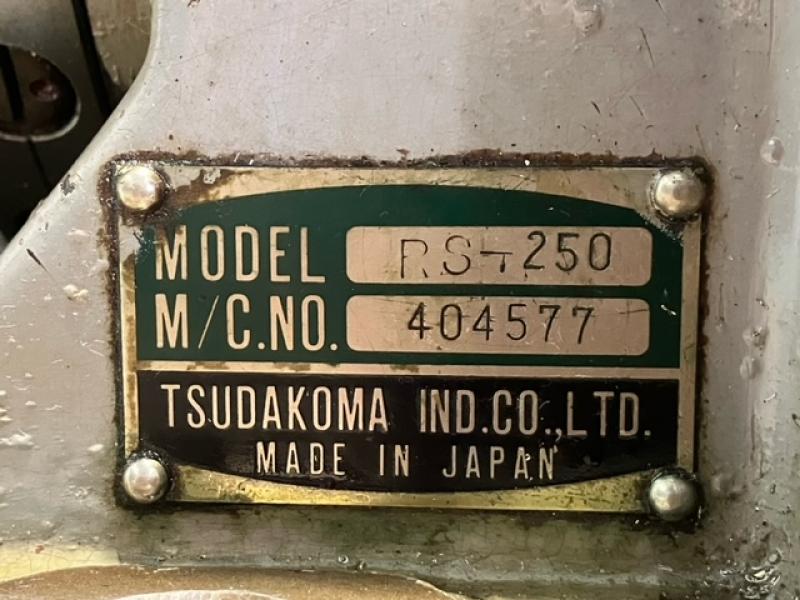 MODEL RS-250
M/C.NO. 404577
TSUDAKOMA IND.CO.,LTD.
MADE IN JAPAN